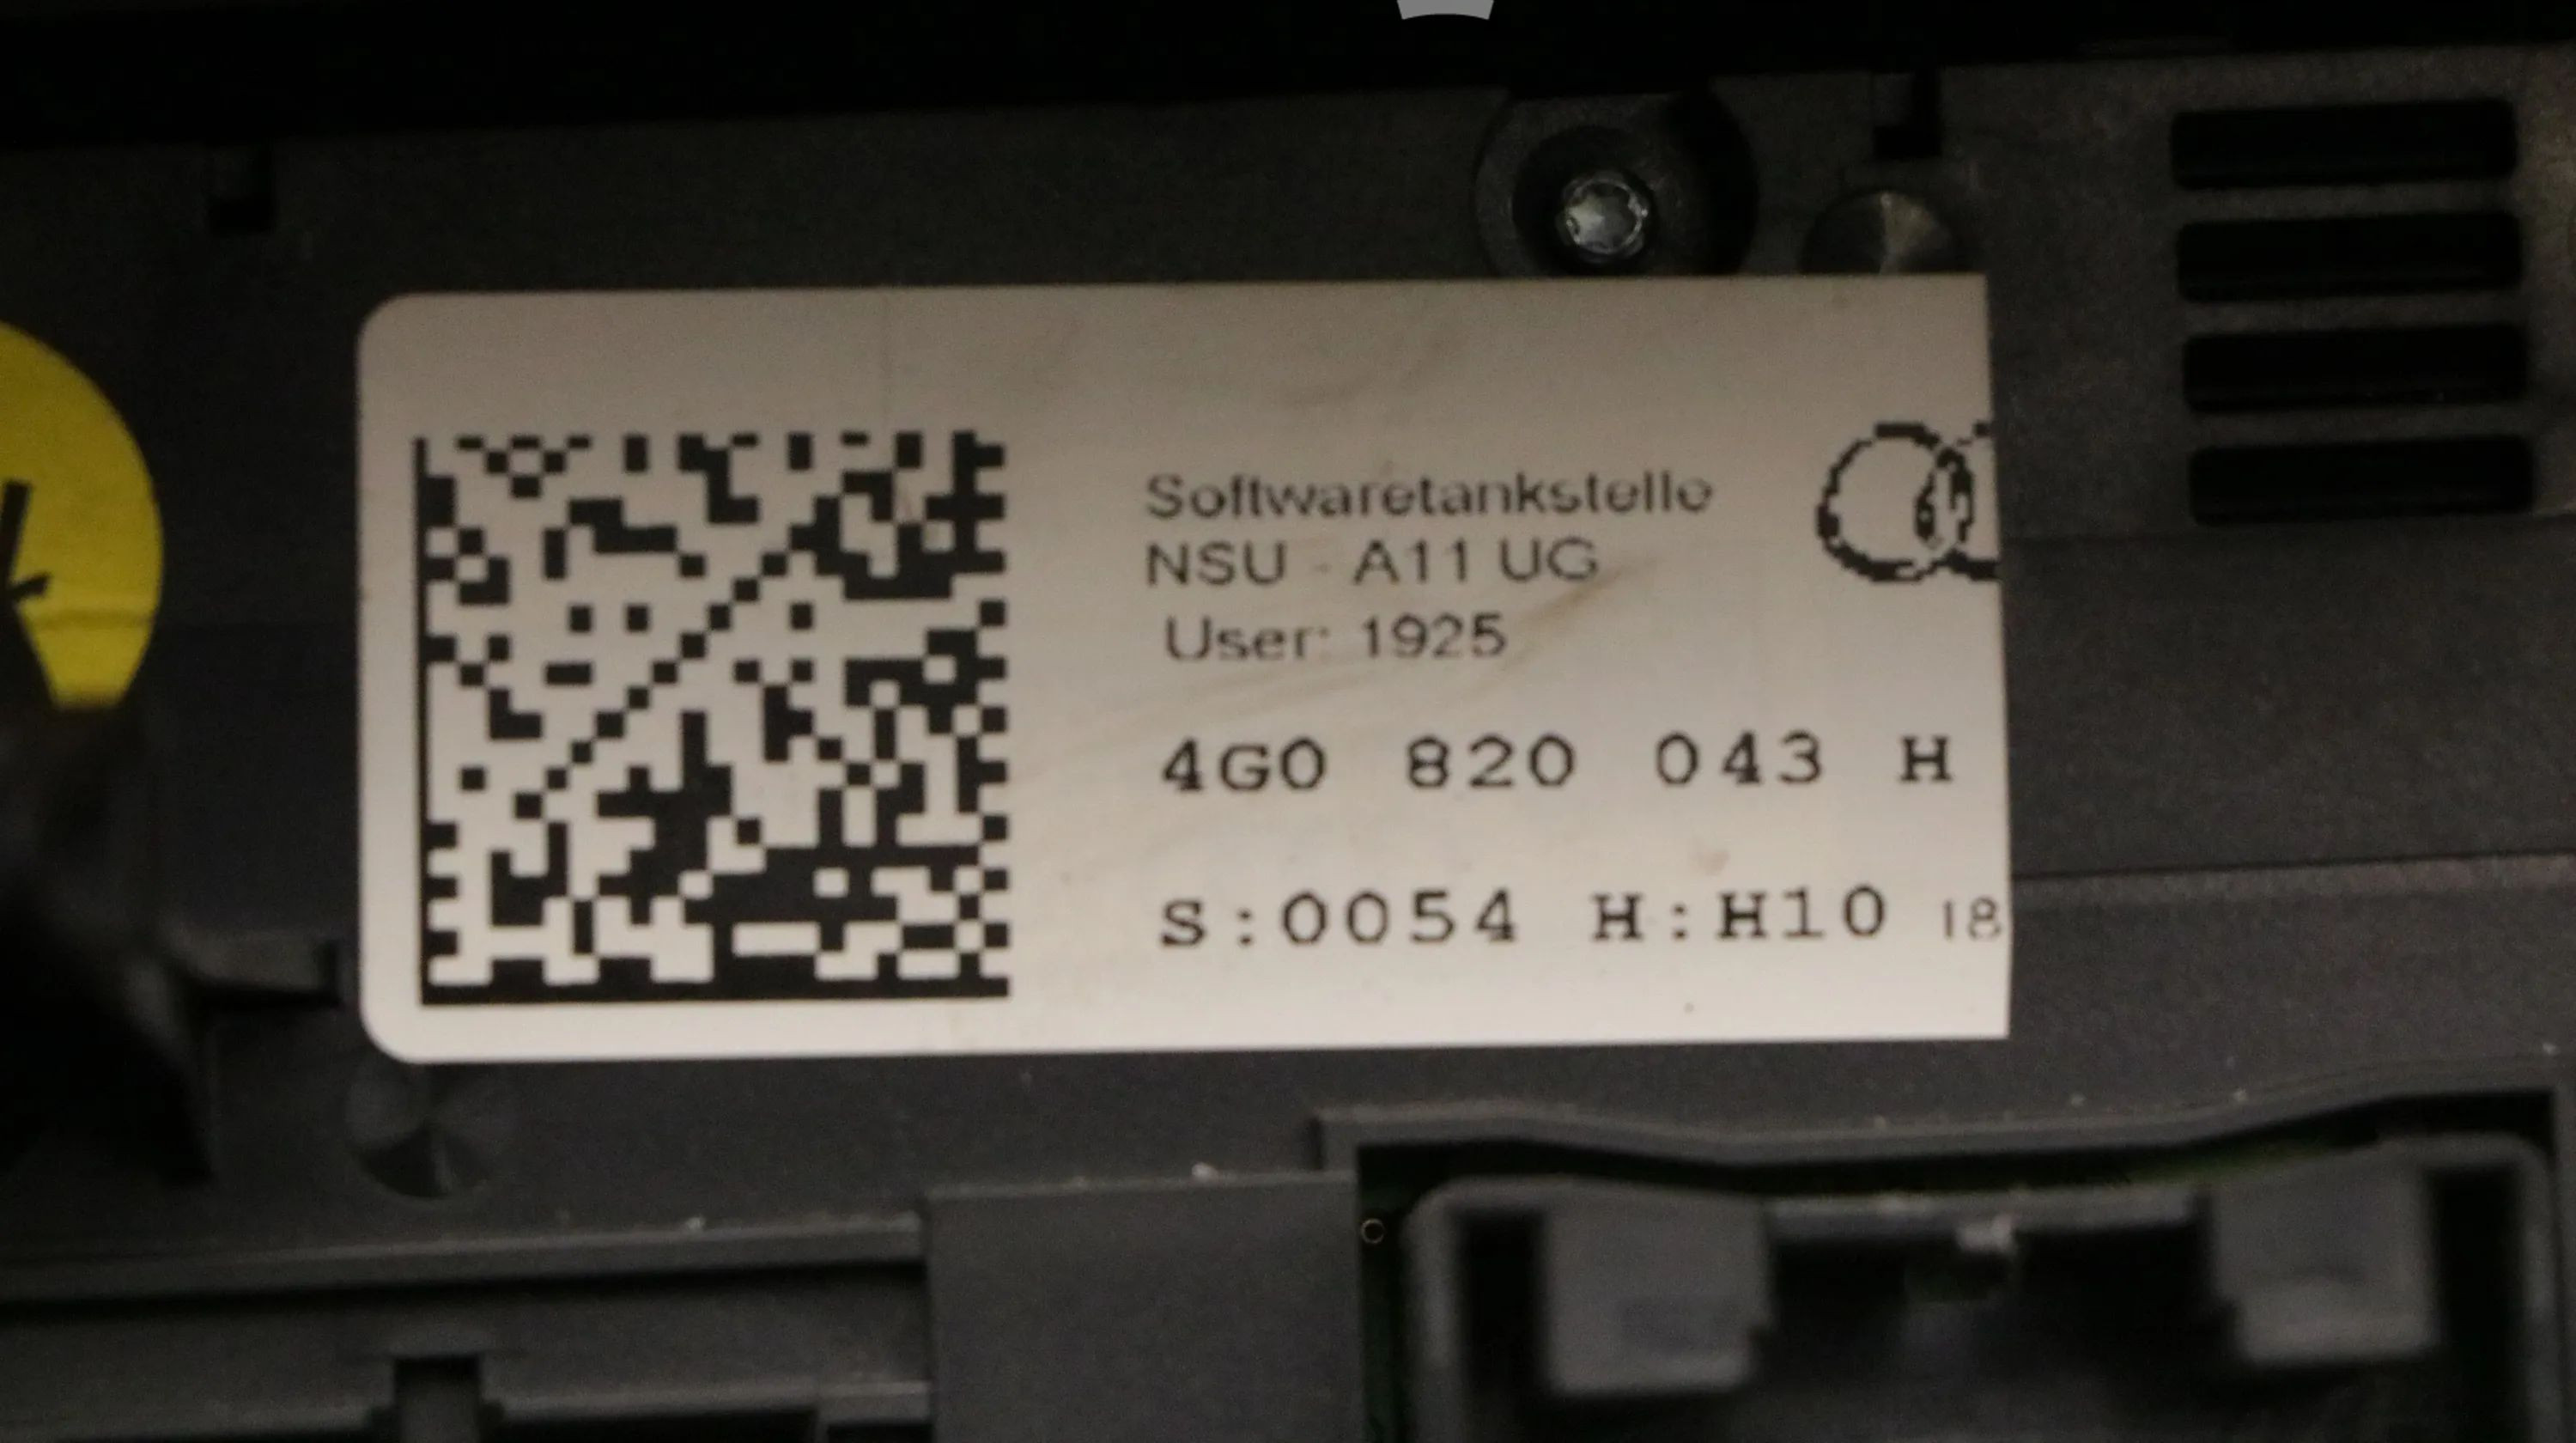 Softwaretankstelle
NSU - A11 UG
User: 1925
4G0 820 043 H
S:0054 H:H10 18